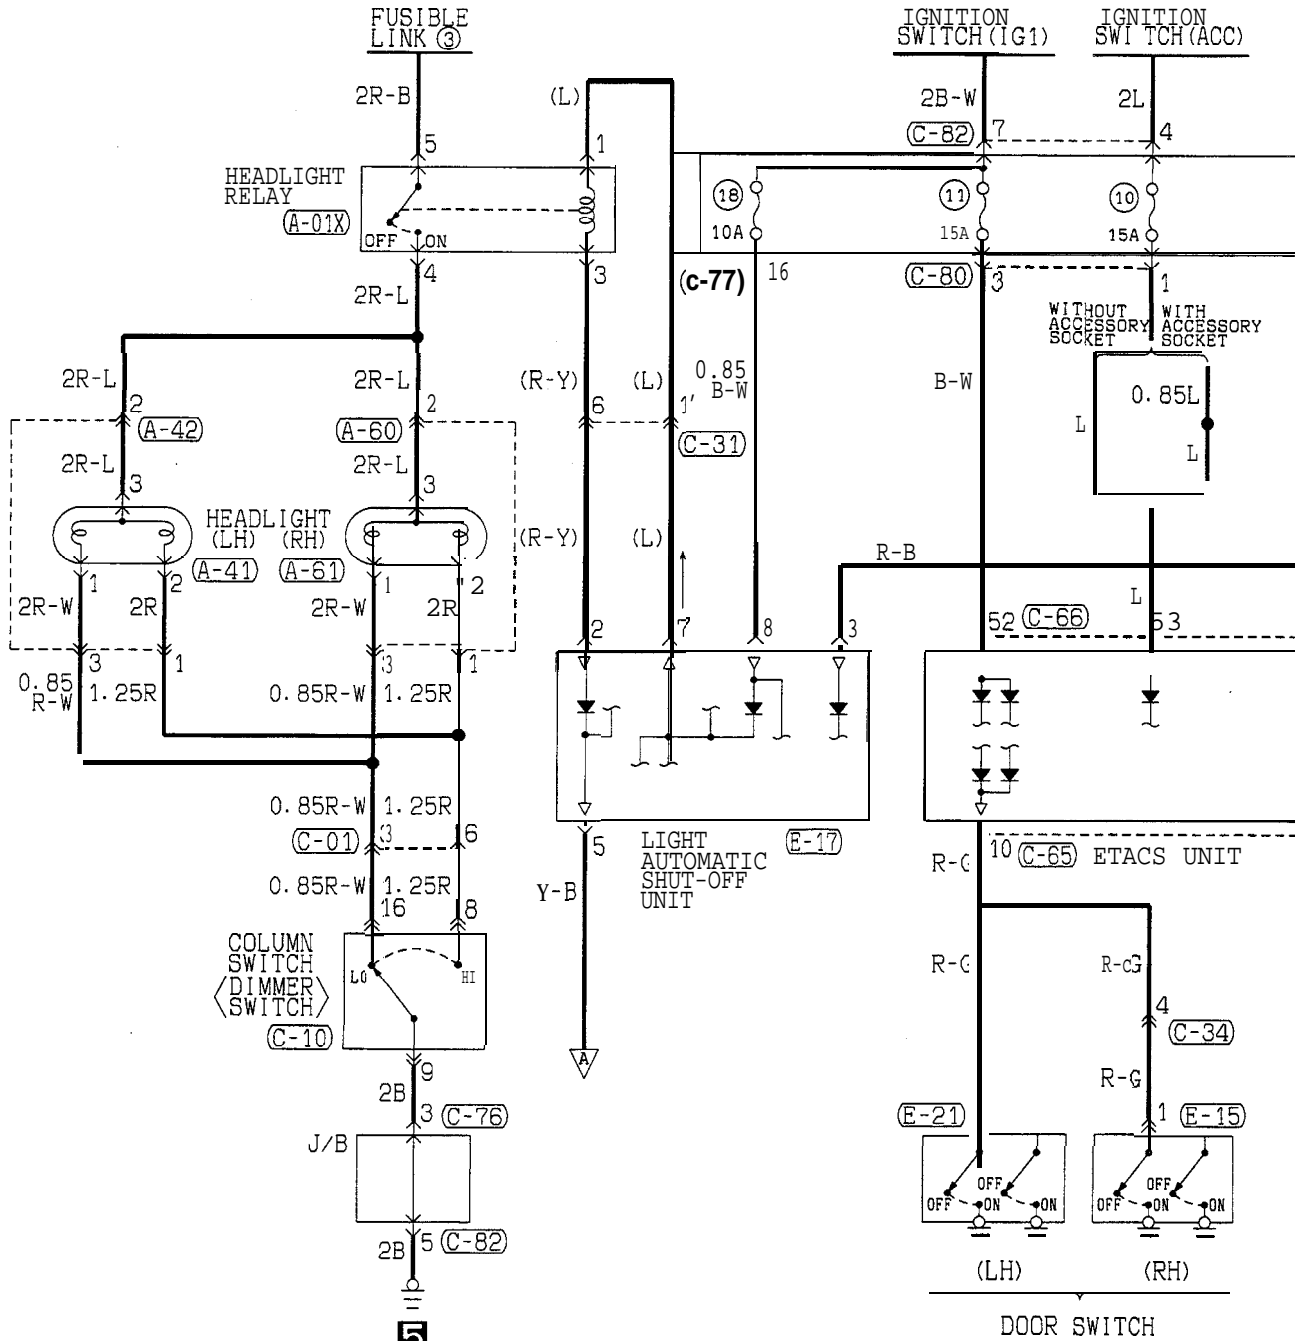 FUSIBLE
LINK ③
IGNITION
SWITCH(IG1)
IGNITION
SWITCH(ACC)
2R-B
(L)
2B-W
2L
5
1
C-82
7
4
HEADLIGHT
RELAY
A-01X
OFF
ON
18
10A
11
15A
10
15A
4
3
(c-77)
16
C-80
3
1
2R-L
WITHOUT
ACCESSORY
SOCKET
WITH
ACCESSORY
SOCKET
2R-L
2R-L
(R-Y)
(L)
0.85
B-W
B-W
0.85L
L
L
2
A-42
A-60
2
6
1'
C-31
2R-L
3
2R-L
3
HEADLIGHT
(LH) (RH)
A-41
A-61
(R-Y)
(L)
R-B
1
2
1
2
2R-W
2R
2R-W
2R
L
2
7
8
3
52
C-66
53
3
1
3
1
0.85
R-W
1.25R
0.85R-W
1.25R
0.85R-W
1.25R
C-01
3
6
0.85R-W
1.25R
16
8
5
LIGHT
AUTOMATIC
SHUT-OFF
UNIT
E-17
10
C-65
ETACS UNIT
R-G
Y-B
COLUMN
SWITCH
<DIMMER
SWITCH>
C-10
LO
HI
R-G
R-cG
4
C-34
A
R-G
9
2B
3
C-76
J/B
E-21
1
E-15
OFF
ON
OFF
ON
OFF
ON
OFF
ON
5
C-82
2B
(LH)
(RH)
5
DOOR SWITCH